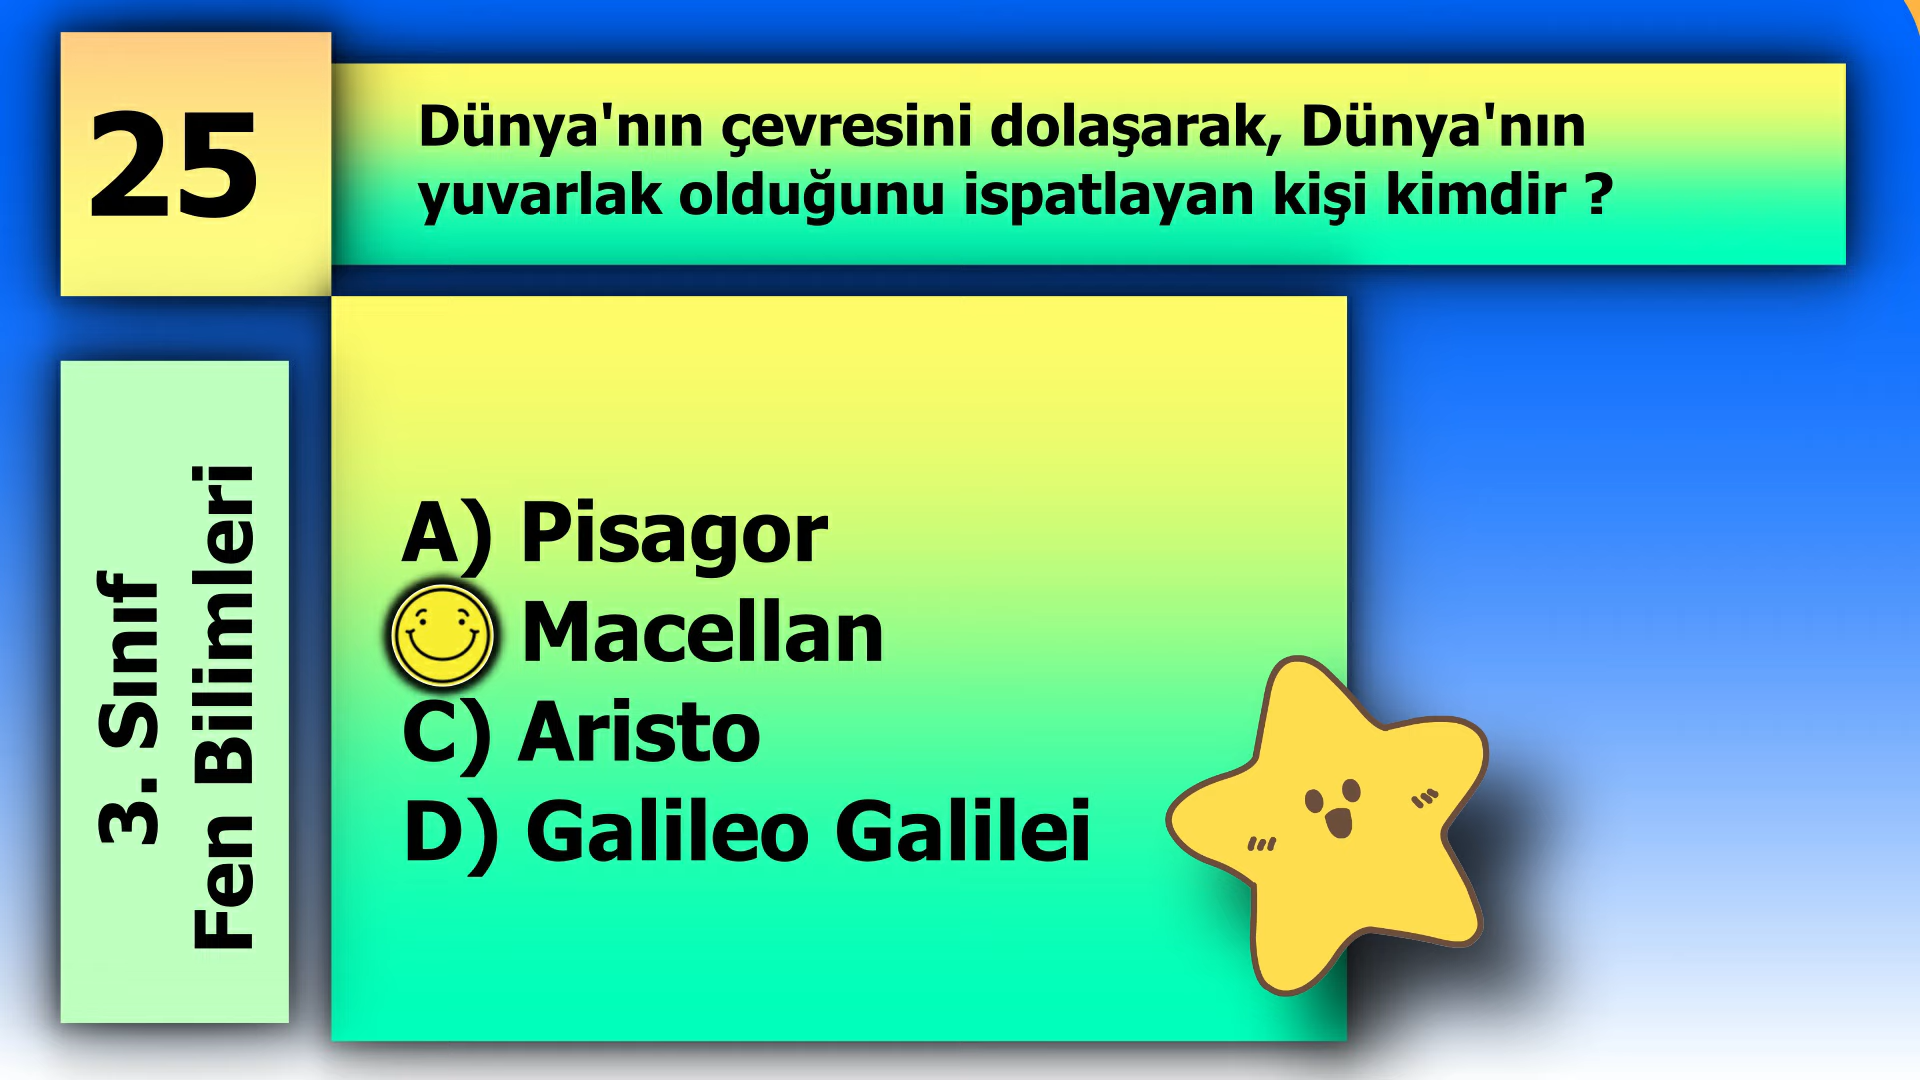 25
Dünya'nın çevresini dolaşarak, Dünya'nın
yuvarlak olduğunu ispatlayan kişi kimdir ?
3. Sınıf
Fen Bilimleri
A) Pisagor
Macellan
C) Aristo
D) Galileo Galilei